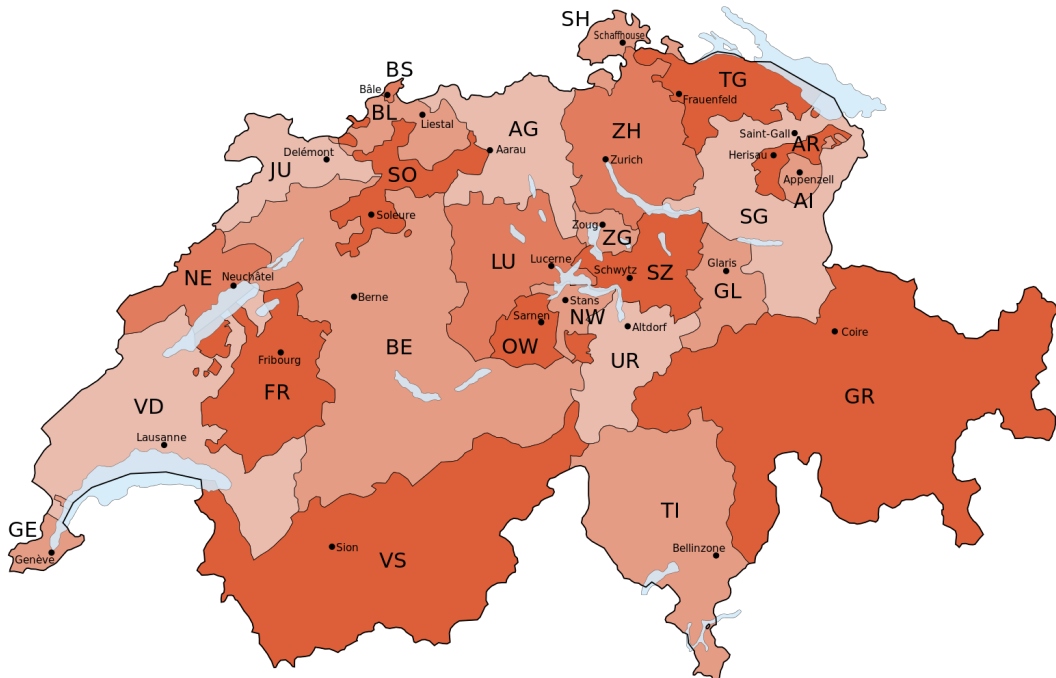 SH
Schaffhouse
BS
TG
Bâle
BL
Frauenfeld
Liestal
AG
ZH
Saint-Gall
AR
Delémont
Aarau
Herisau
JU
SO
Zurich
Appenzell
AI
Soleure
SG
Zoug
ZG
LU
Lucerne
Glaris
NE
Neuchâtel
Schwytz
SZ
GL
Berne
Stans
Sarnen
NW
Altdorf
Coire
BE
OW
Fribourg
UR
FR
GR
VD
Lausanne
TI
GE
Genève
Sion
VS
Bellinzone